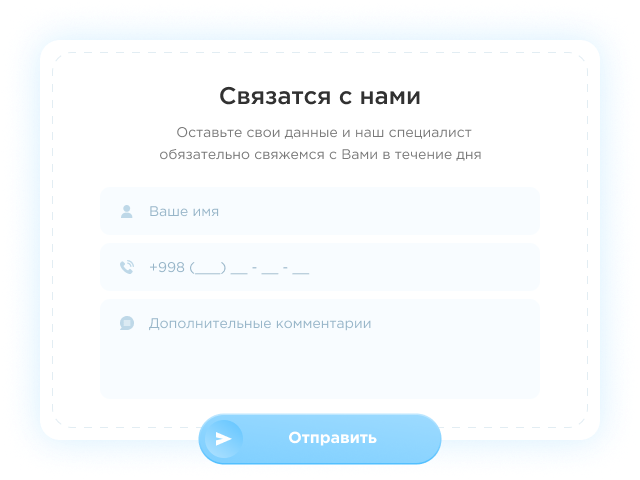 Связатся с нами
Оставьте свои данные и наш специалист
обязательно свяжемся с Вами в течение дня
Ваше имя
+998 (___) __ - __ - __
Дополнительные комментарии
Отправить